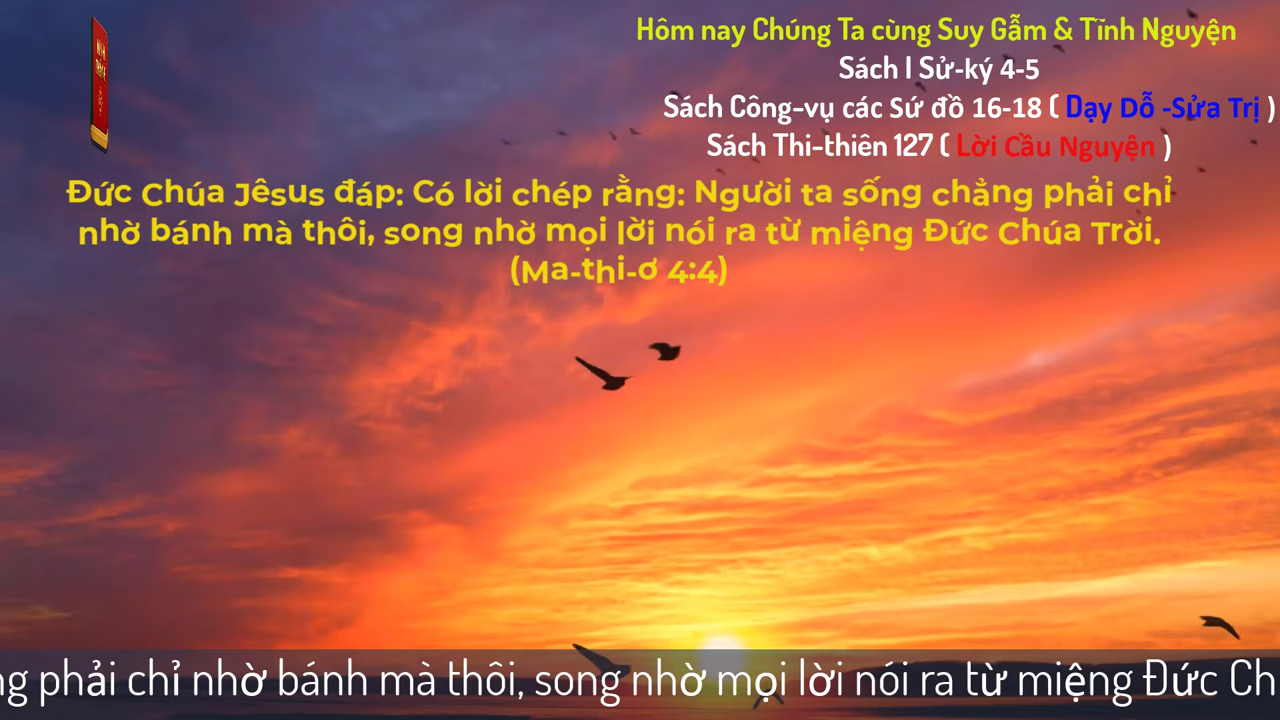 Hôm nay Chúng Ta cùng Suy Gẫm & Tĩnh Nguyện
Sách I Sử-ký 4-5
Sách Công-vụ các Sứ đồ 16-18 ( Dạy Dỗ -Sửa Trị )
Sách Thi-thiên 127 ( Lời Cầu Nguyện )
Đức Chúa Jêsus đáp: Có lời chép rằng: Người ta sống chẳng phải chỉ
nhờ bánh mà thôi, song nhờ mọi lời nói ra từ miệng Đức Chúa Trời.
(Ma-thi-ơ 4:4)
ng phải chỉ nhờ bánh mà thôi, song nhờ mọi lời nói ra từ miệng Đức Ch